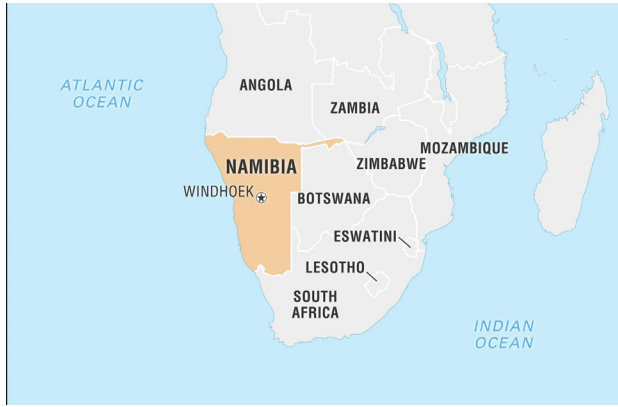 ATLANTIC
OCEAN
ANGOLA
ZAMBIA
MOZAMBIQUE
NAMIBIA
ZIMBABWE
WINDHOEK
BOTSWANA
ESWATINI
LESOTHO
SOUTH
AFRICA
INDIAN
OCEAN